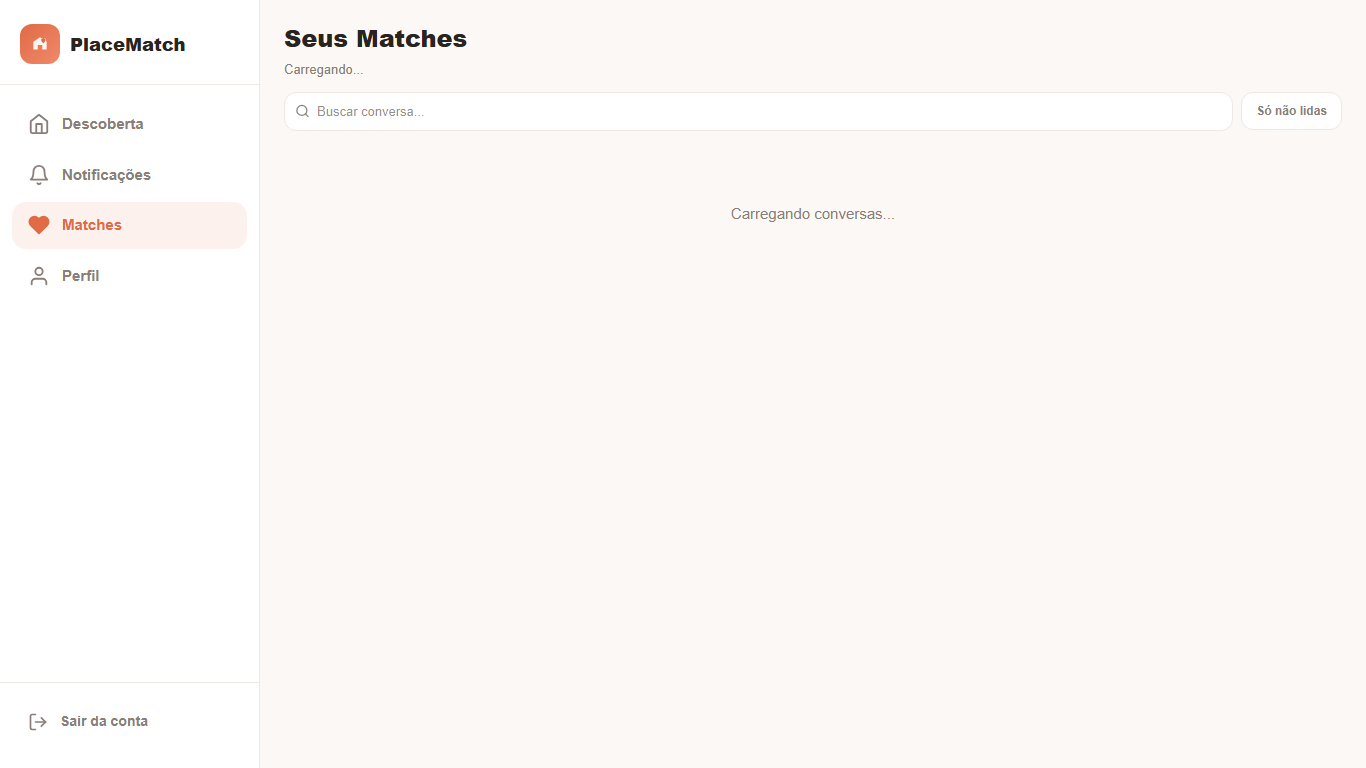 PlaceMatch
Descoberta
Notificações
Matches
Perfil
Sair da conta
Seus Matches
Carregando...
Buscar conversa...
Só não lidas
Carregando conversas...